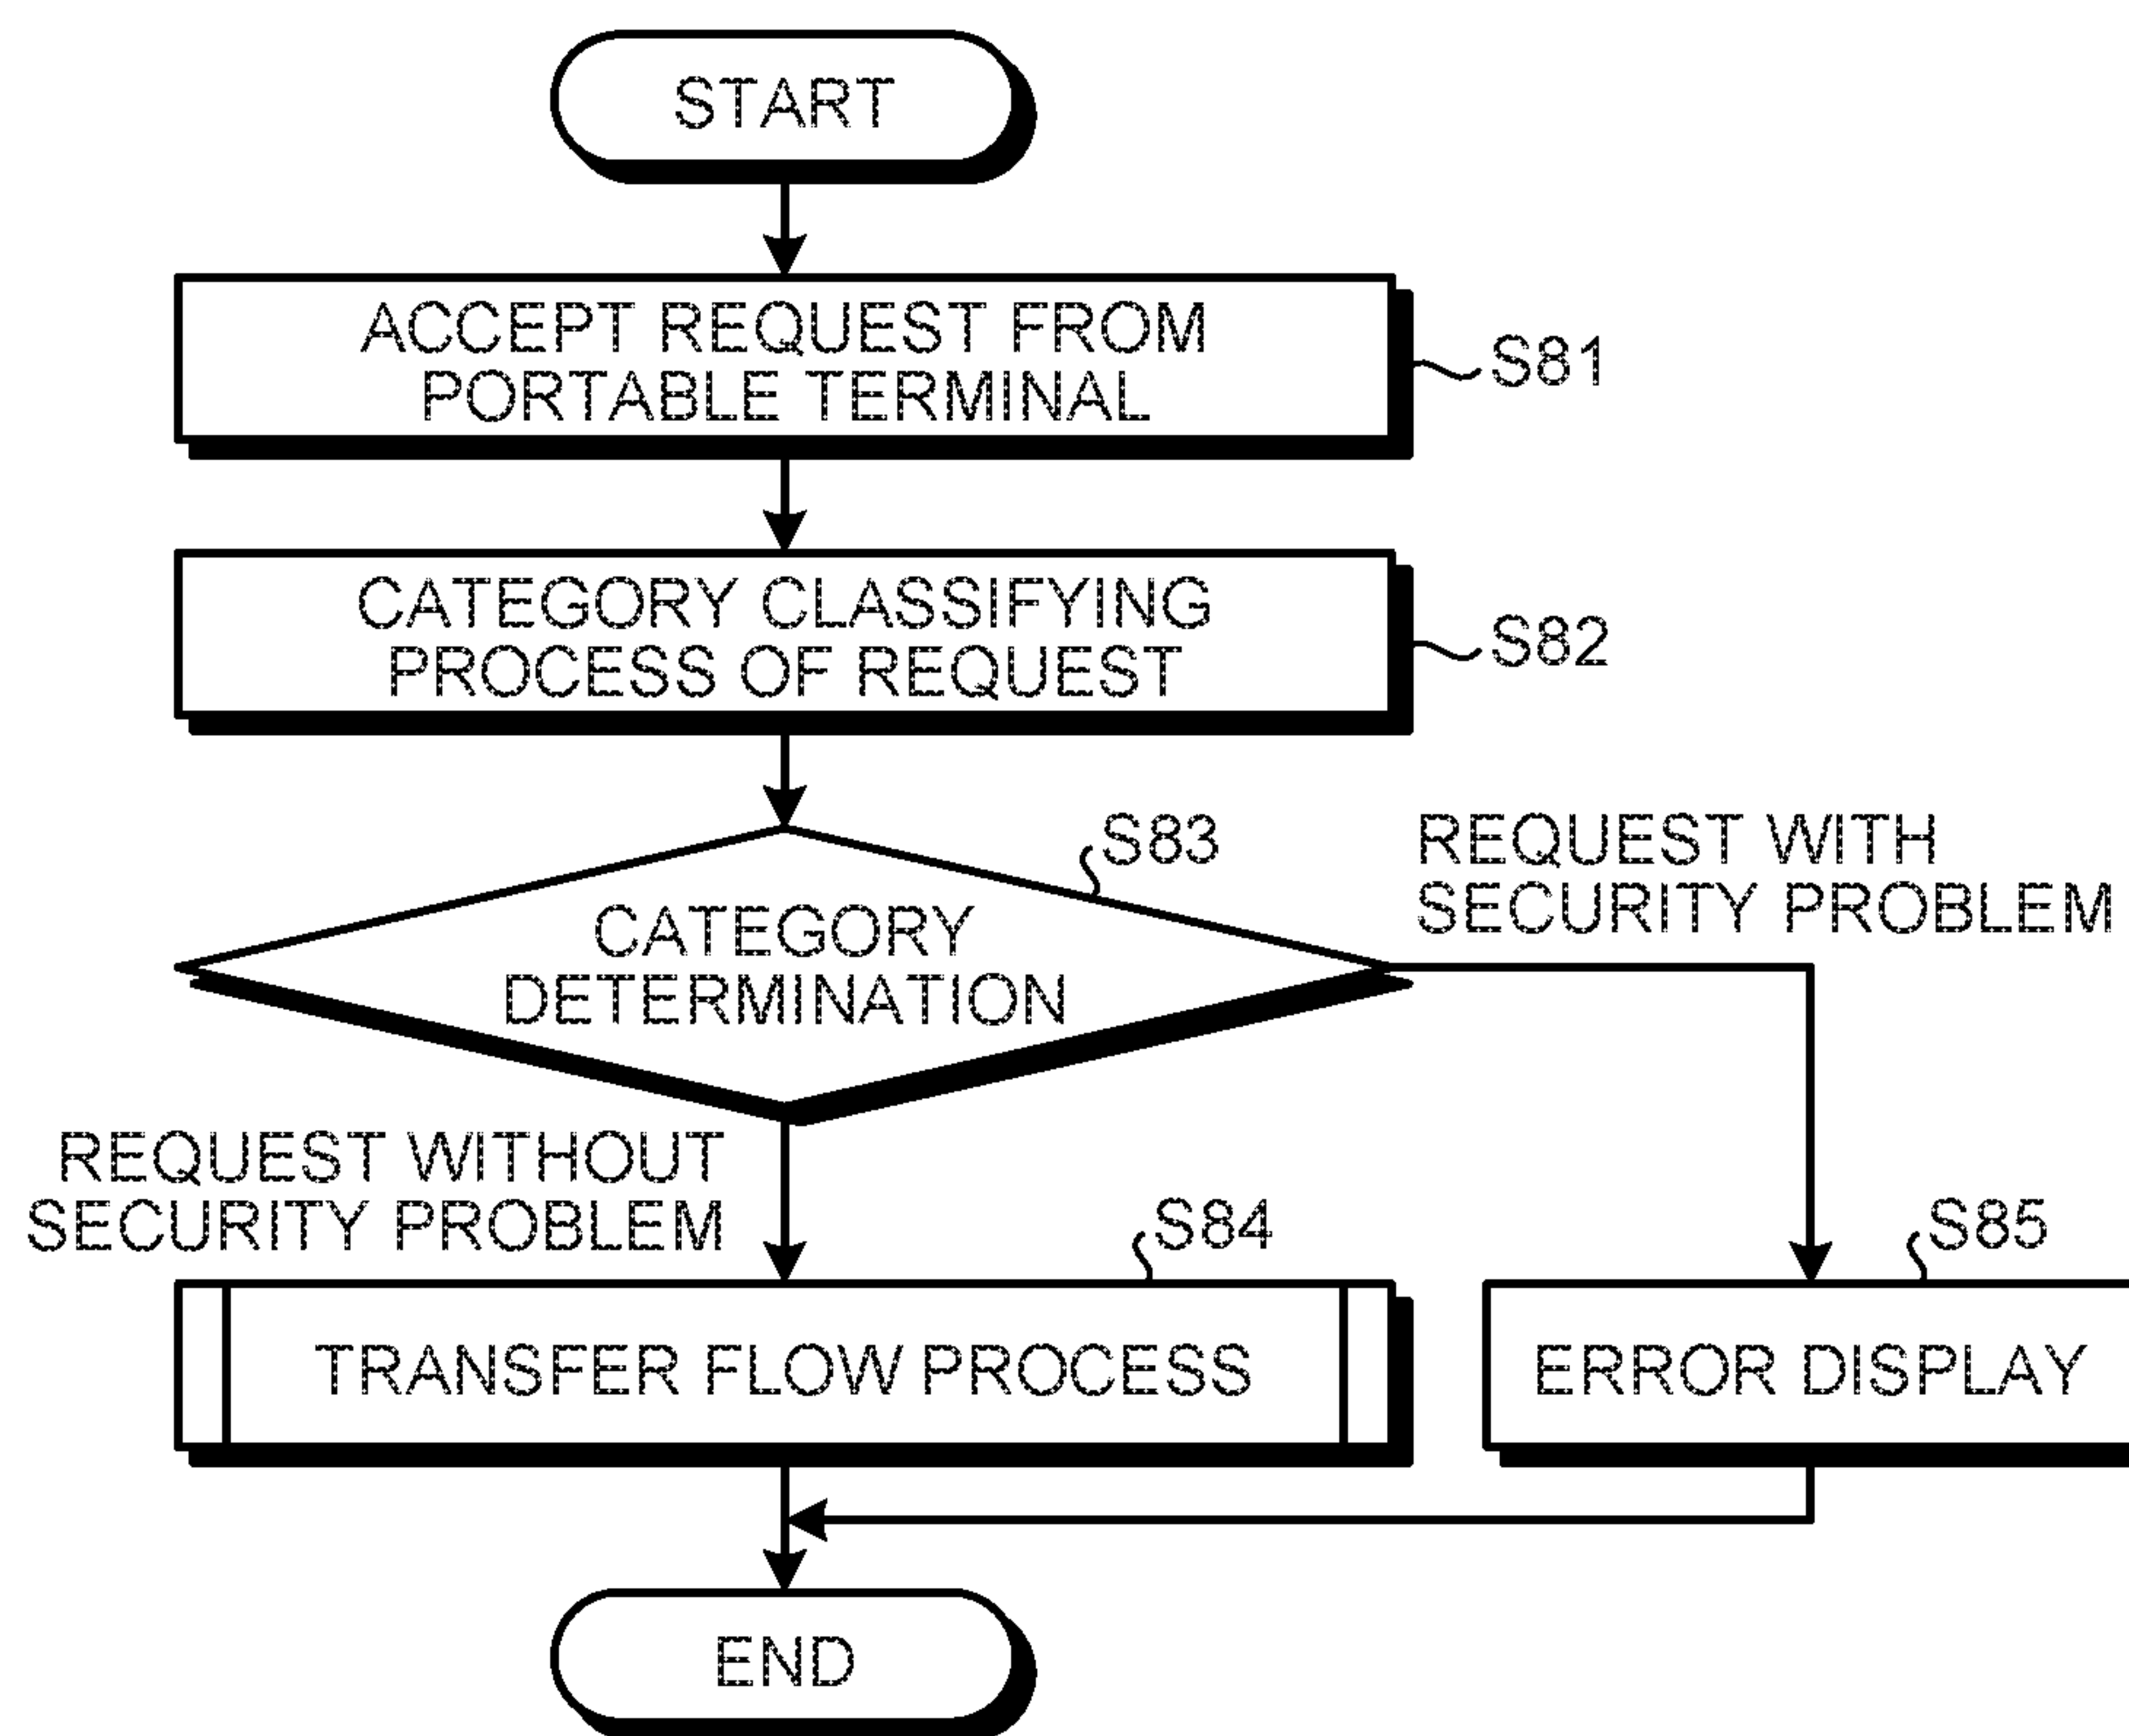 START
ACCEPT REQUEST FROM
PORTABLE TERMINAL
S81
CATEGORY CLASSIFYING
PROCESS OF REQUEST
S82
S83
CATEGORY
DETERMINATION
REQUEST WITH
SECURITY PROBLEM
REQUEST WITHOUT
SECURITY PROBLEM
S84
TRANSFER FLOW PROCESS
S85
ERROR DISPLAY
END